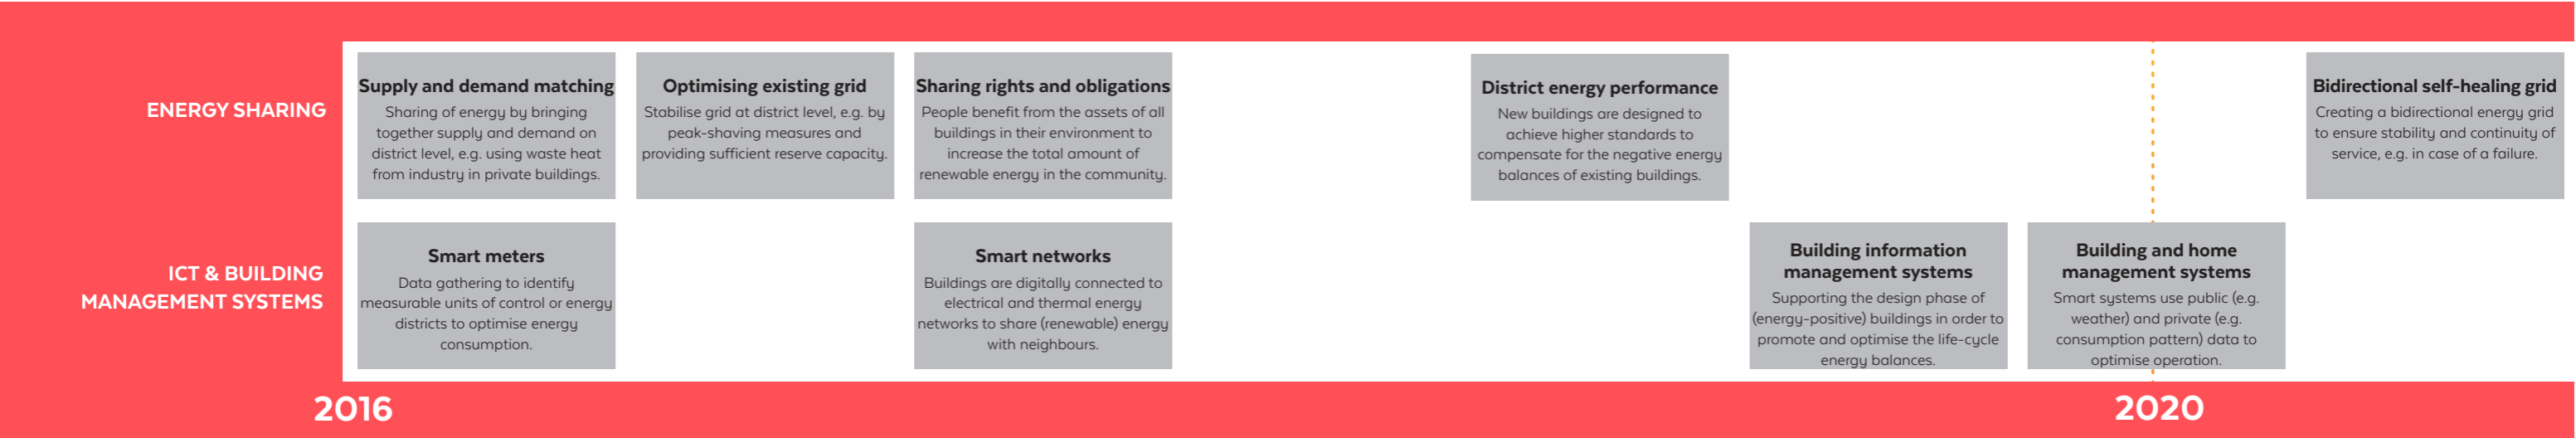 ENERGY SHARING
Supply and demand matching
Sharing of energy by bringing
together supply and demand on
district level, e.g. using waste heat
from industry in private buildings.
Optimising existing grid
Stabilise grid at district level, e.g. by
peak-shaving measures and
providing sufficient reserve capacity.
Sharing rights and obligations
People benefit from the assets of all
buildings in their environment to
increase the total amount of
renewable energy in the community.
District energy performance
New buildings are designed to
achieve higher standards to
compensate for the negative energy
balances of existing buildings.
Bidirectional self-healing grid
Creating a bidirectional energy grid
to ensure stability and continuity of
service, e.g. in case of a failure.
ICT & BUILDING
MANAGEMENT SYSTEMS
Smart meters
Data gathering to identify
measurable units of control or energy
districts to optimise energy
consumption.
Smart networks
Buildings are digitally connected to
electrical and thermal energy
networks to share (renewable) energy
with neighbours.
Building information
management systems
Supporting the design phase of
(energy-positive) buildings in order to
promote and optimise the life-cycle
energy balances.
Building and home
management systems
Smart systems use public (e.g.
weather) and private (e.g.
consumption pattern) data to
optimise operation.
2016
2020